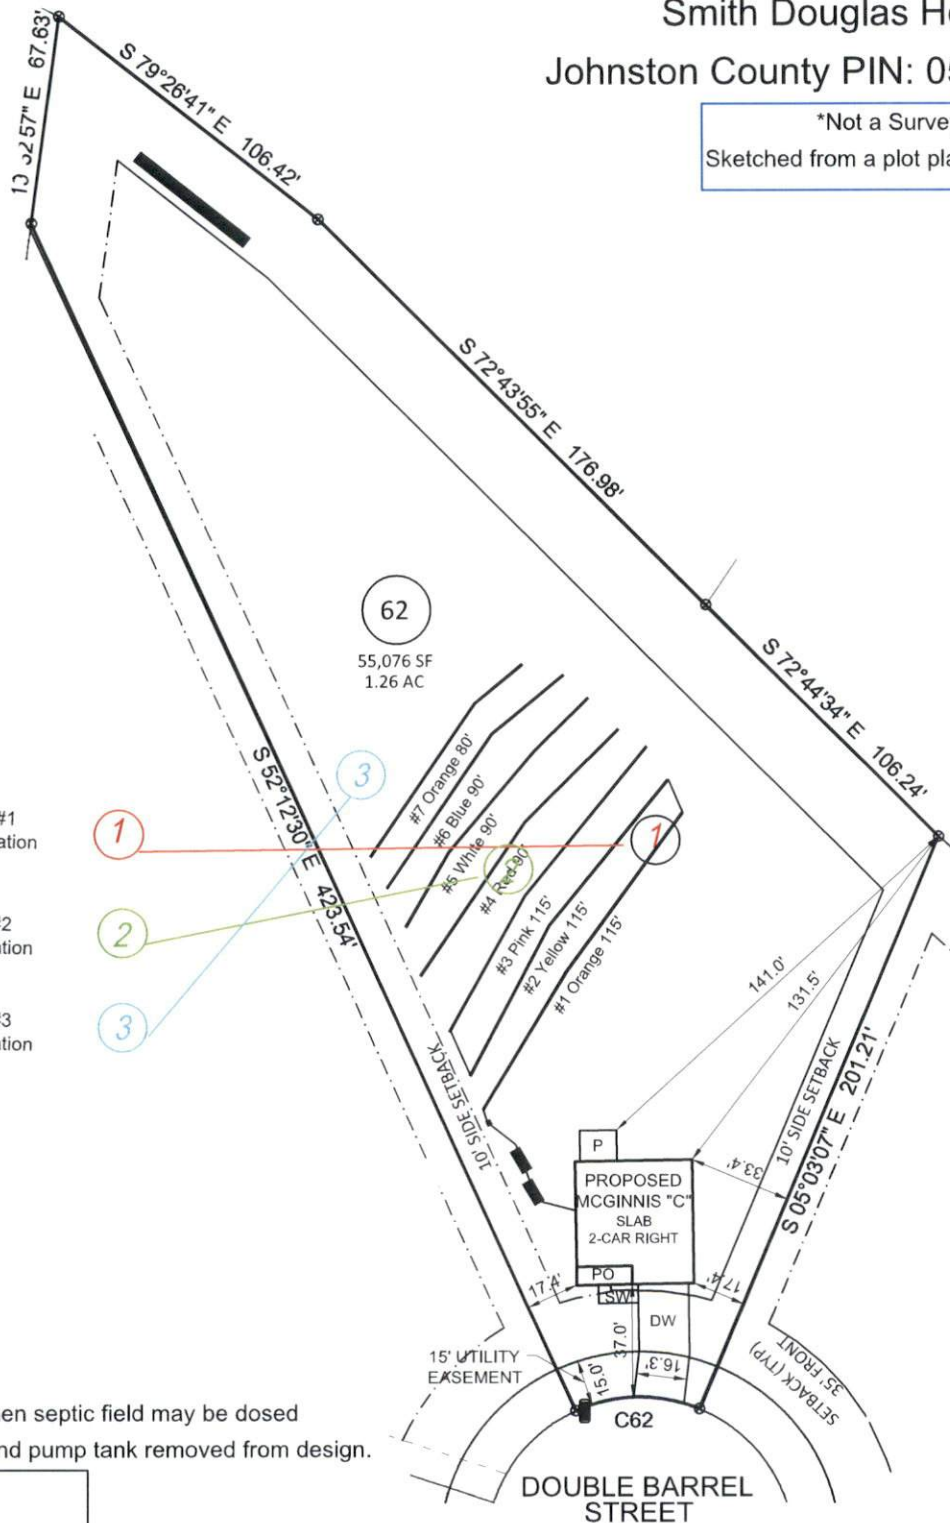 Smith Douglas
Johnston County PIN:
*Not a
Sketched from a plot
57" E 67.63'
S 79°26'41" E 106.42'
S 72°43'55" E 176.98'
S 72°44'34" E 106.24'
62
55,076 SF
1.26 AC
S 52°12'30" E 423.54'
3
#7 Orange 80'
#6 Blue 90'
#5 White 90'
#4 Red 90'
#3 Pink 115'
#2 Yellow 115'
#1 Orange 115'
#1
1
1
2
3
141.0'
131.5'
10' SIDE SETBACK
10' SIDE SETBACK
S 05°03'07" E 201.21'
33.4'
P
PROPOSED
MCGINNIS "C"
SLAB
2-CAR RIGHT
PO
SW
DW
17.4'
17.4'
37.0'
16.3'
15.0'
15' UTILITY
EASEMENT
35' FRONT
SETBACK (TYP)
C62
septic field may be dosed
pump tank removed from design.
DOUBLE BARREL
STREET